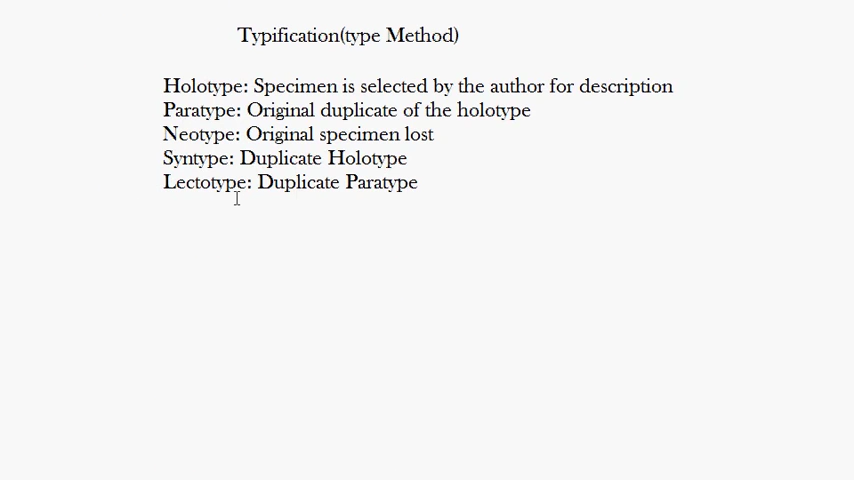 Typification(type Method)
Holotype: Specimen is selected by the author for description
Paratype: Original duplicate of the holotype
Neotype: Original specimen lost
Syntype: Duplicate Holotype
Lectotype: Duplicate Paratype